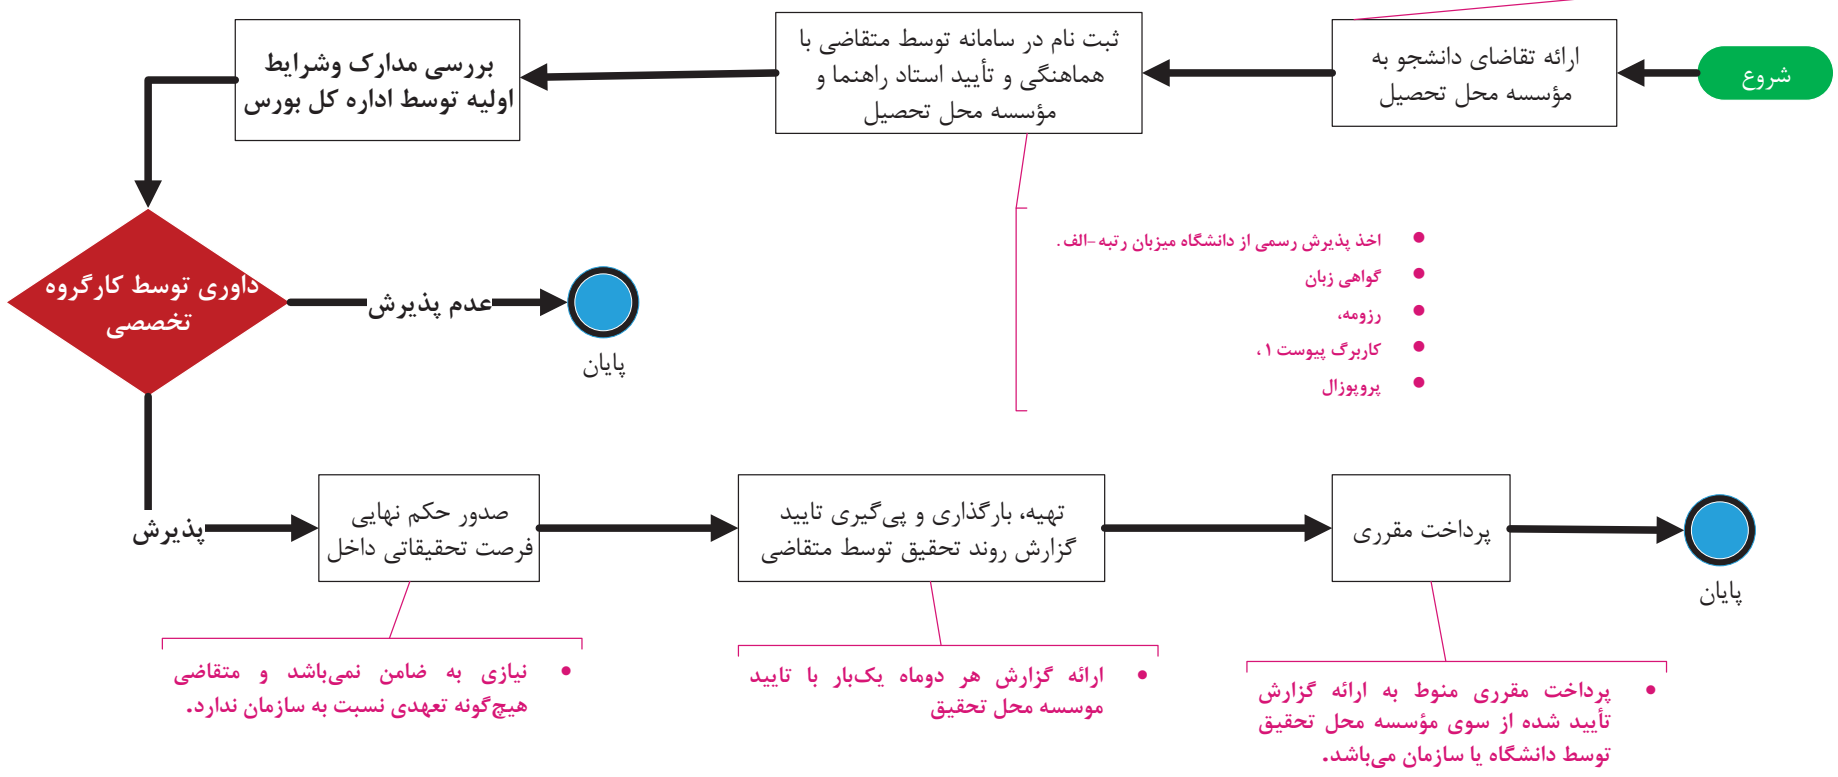 شروع
ارائه تقاضای دانشجو به
مؤسسه محل تحصیل
ثبت نام در سامانه توسط متقاضی با
هماهنگی و تأیید استاد راهنما و
مؤسسه محل تحصیل
بررسی مدارک وشرایط
اولیه توسط اداره کل بورس
● اخذ پذیرش رسمی از دانشگاه میزبان رتبه -الف.
● گواهی زبان
● رزومه،
● کاربرگ پیوست ۱،
● پروپوزال
داوری توسط کارگروه
تخصصی
عدم پذیرش
پایان
پذیرش
صدور حکم نهایی
فرصت تحقیقاتی داخل
تهیه، بارگذاری و پی‌گیری تایید
گزارش روند تحقیق توسط متقاضی
پرداخت مقرری
پایان
● نیازی به ضامن نمی‌باشد و متقاضی
هیچ‌گونه تعهدی نسبت به سازمان ندارد.
● ارائه گزارش هر دوماه یک‌بار با تایید
موسسه محل تحقیق
● پرداخت مقرری منوط به ارائه گزارش
تأیید شده از سوی مؤسسه محل تحقیق
توسط دانشگاه یا سازمان می‌باشد.